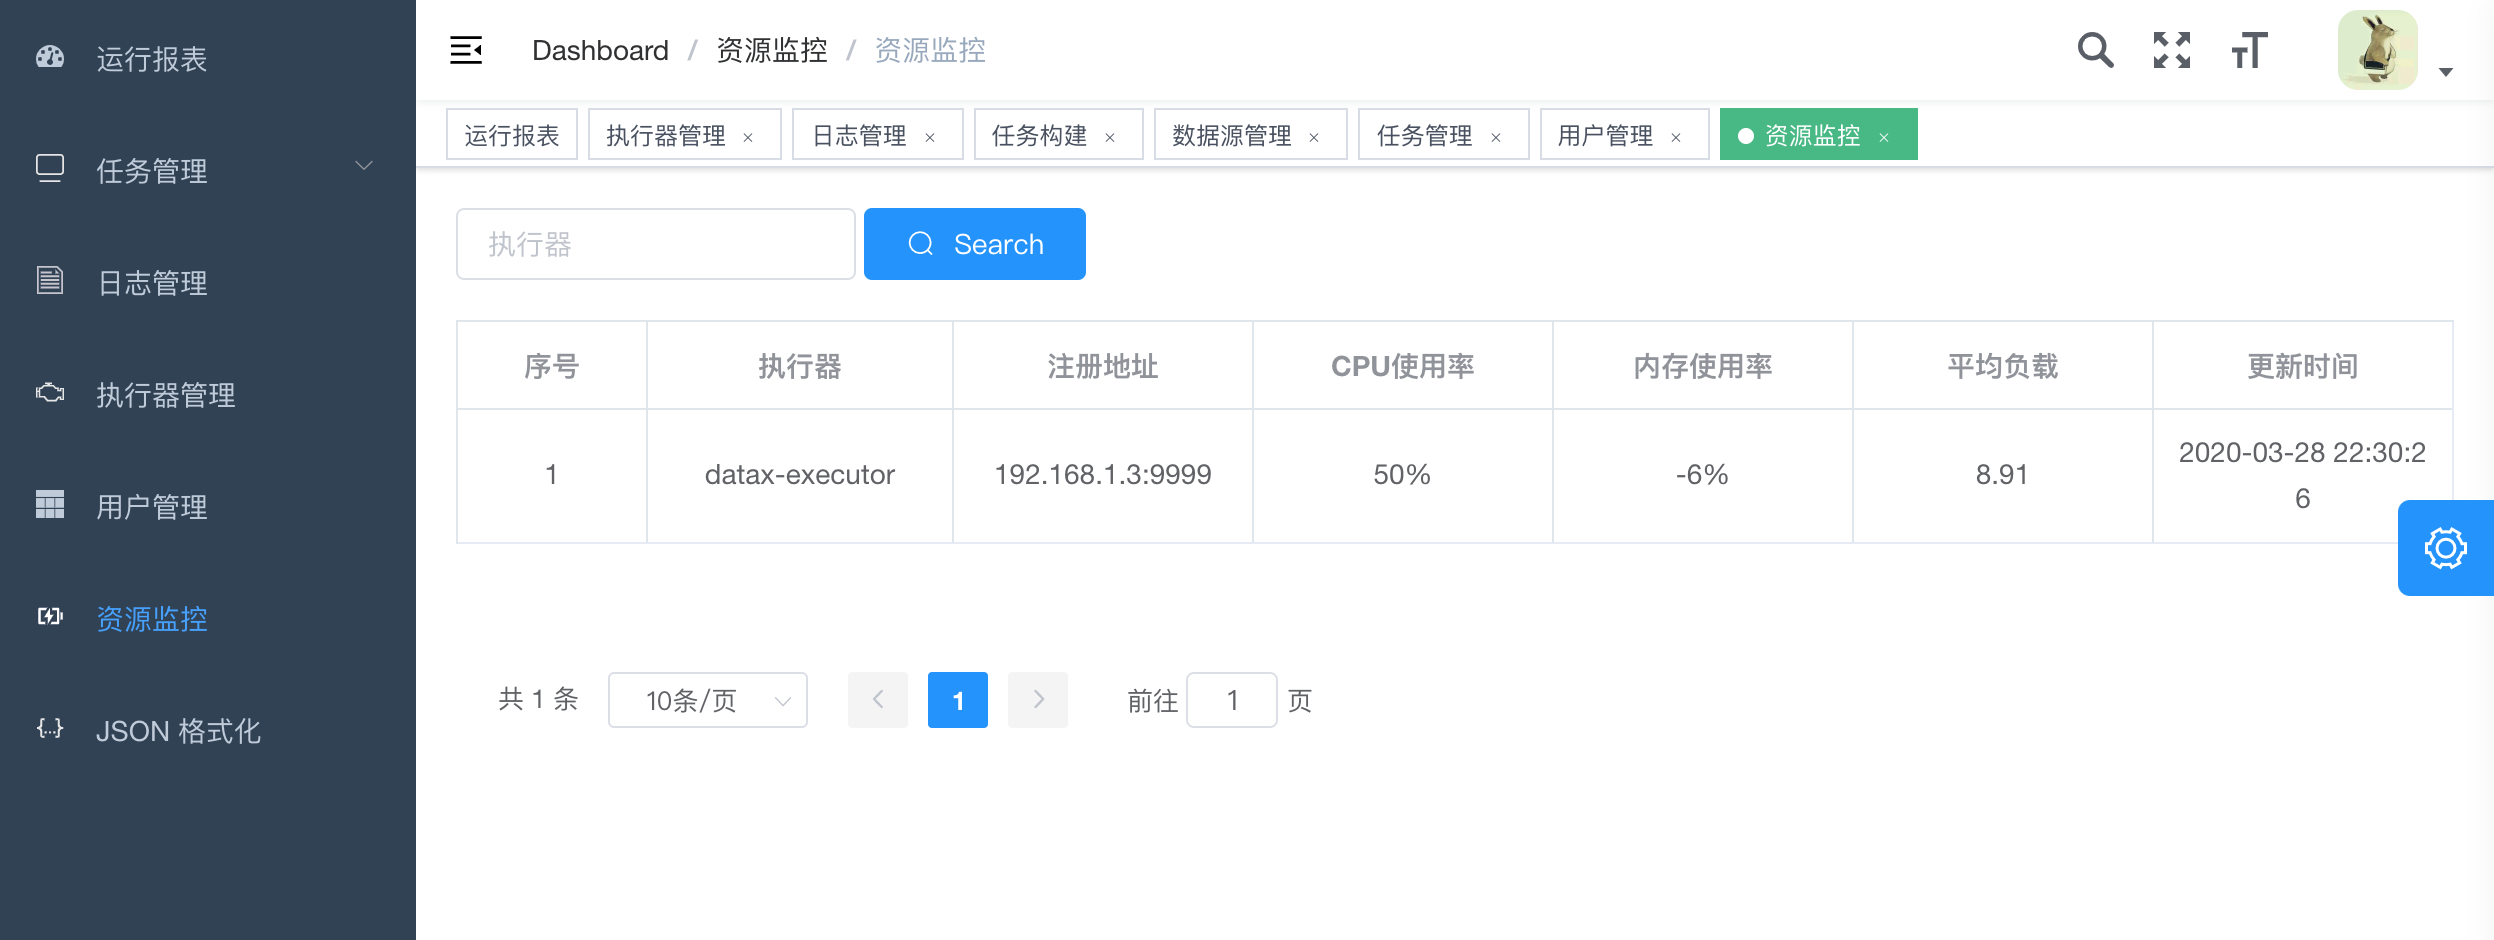 运行报表
任务管理
日志管理
执行器管理
用户管理
资源监控
JSON 格式化
Dashboard / 资源监控 / 资源监控
运行报表 执行器管理 × 日志管理 × 任务构建 × 数据源管理 × 任务管理 × 用户管理 × 资源监控 ×
执行器 Search
序号 执行器 注册地址 CPU使用率 内存使用率 平均负载 更新时间
1 datax-executor 192.168.1.3:9999 50% -6% 8.91 2020-03-28 22:30:2
6
共 1 条 10条/页 1 前往 1 页